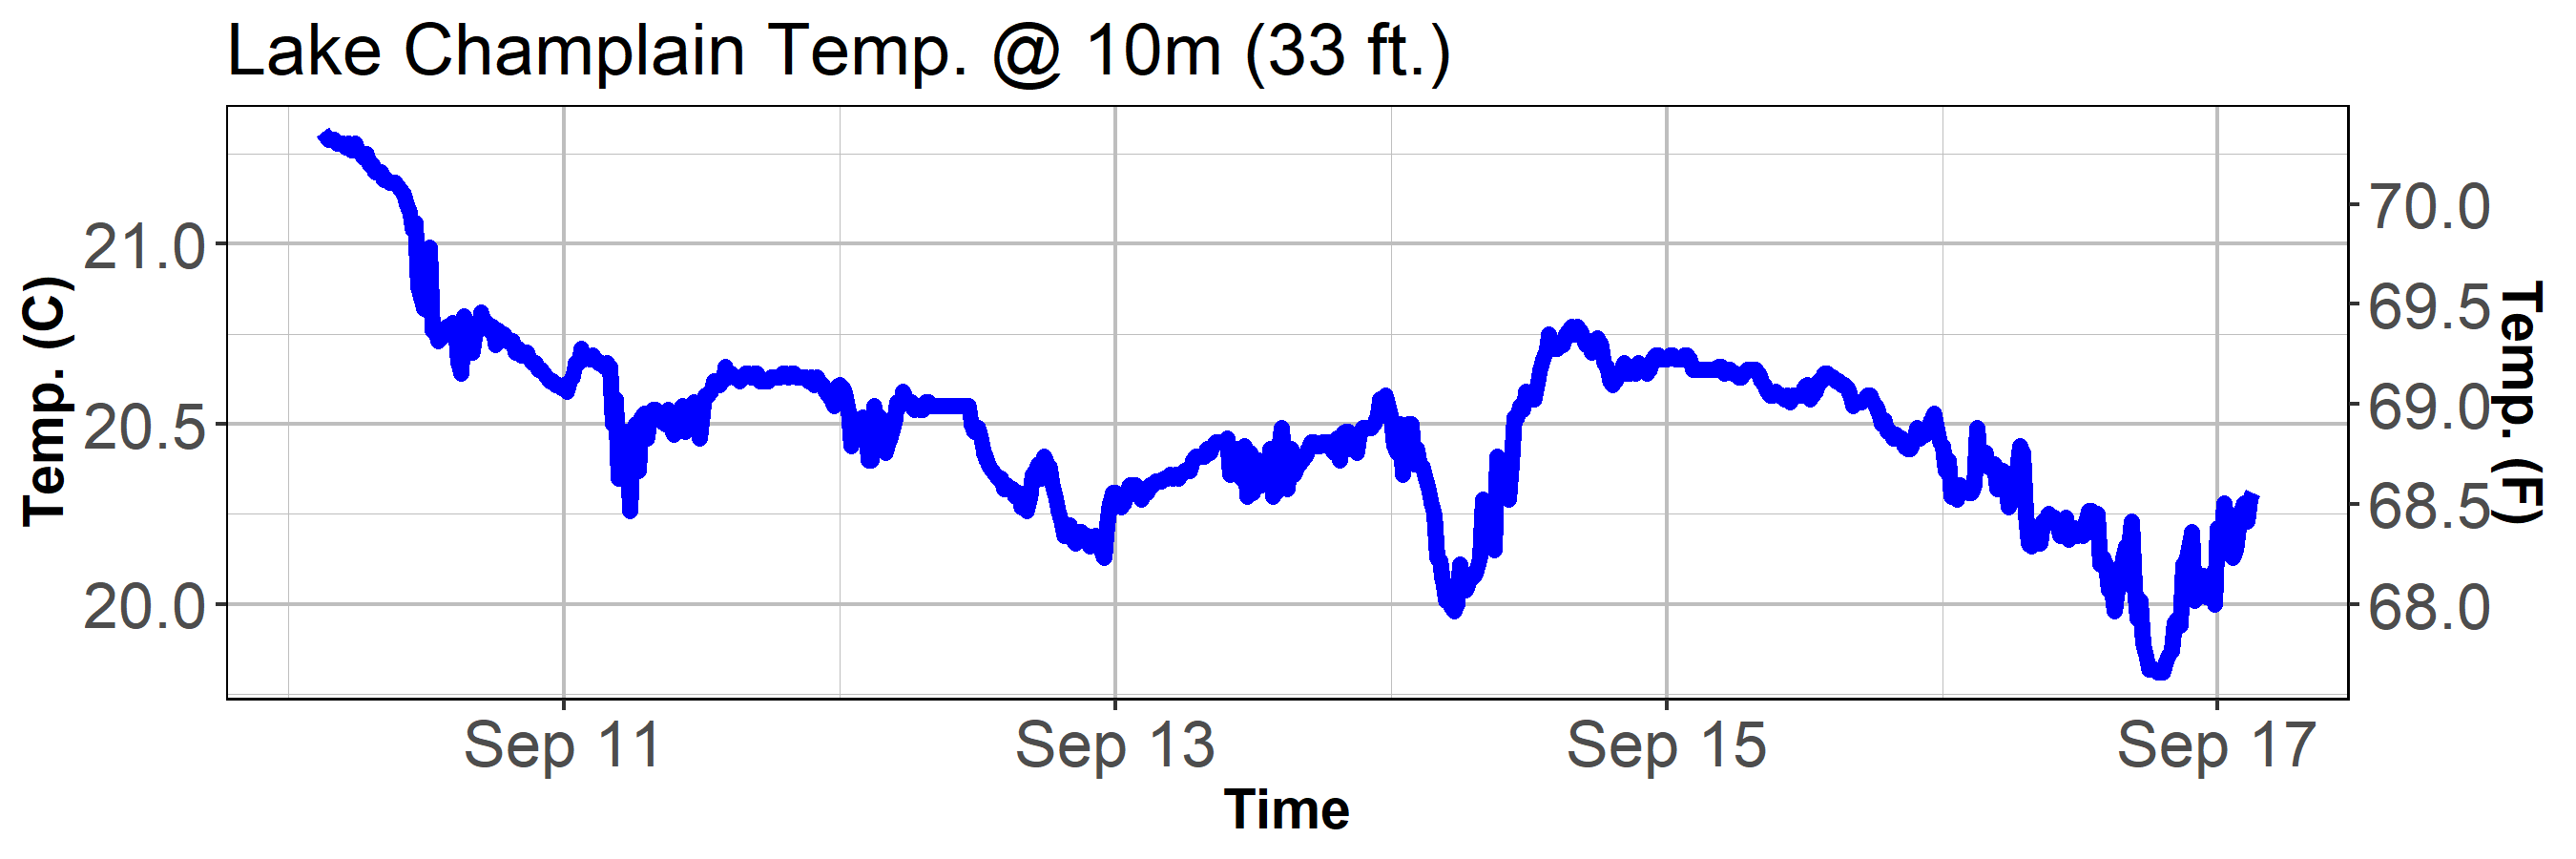 Lake Champlain Temp. @ 10m (33 ft.)
Temp. (C)
21.0
20.5
20.0
70.0
69.5
69.0
68.5
68.0
Temp. (F)
Sep 11 Sep 13 Sep 15 Sep 17
Time